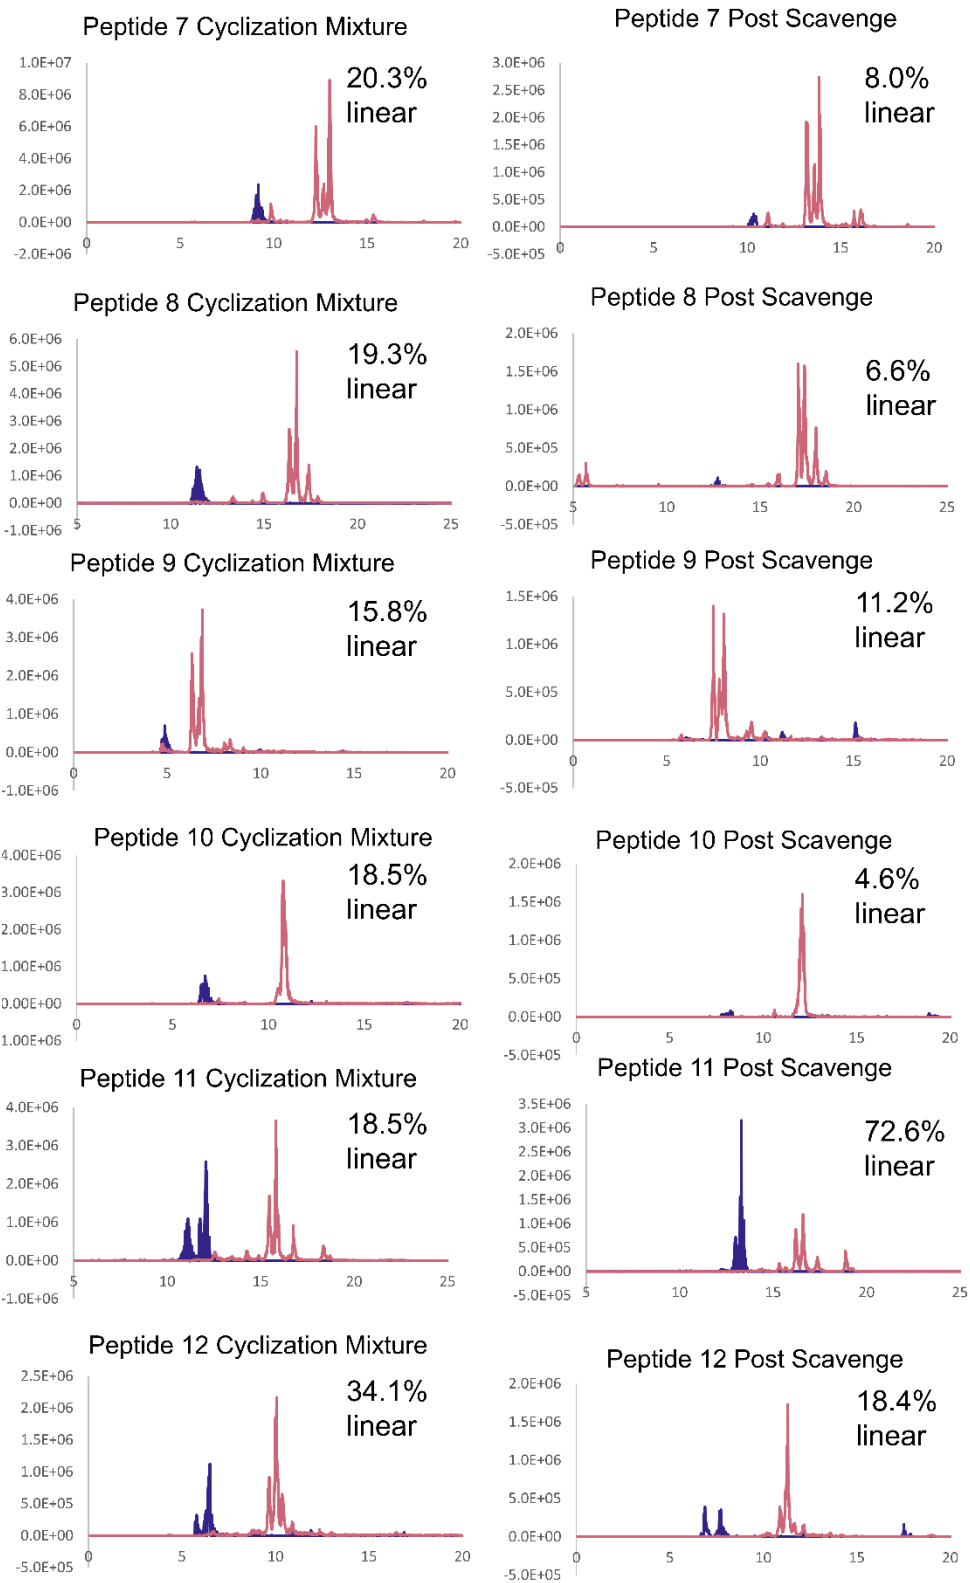 Peptide 7 Cyclization Mixture
20.3%
linear
1.0E+07
8.0E+06
6.0E+06
4.0E+06
2.0E+06
0.0E+00
-2.0E+06
0 5 10 15 20
Peptide 7 Post Scavenge
8.0%
linear
3.0E+06
2.5E+06
2.0E+06
1.5E+06
1.0E+06
5.0E+05
0.0E+00
-5.0E+05
0 5 10 15 20
Peptide 8 Cyclization Mixture
19.3%
linear
6.0E+06
5.0E+06
4.0E+06
3.0E+06
2.0E+06
1.0E+06
0.0E+00
-1.0E+06
5 10 15 20 25
Peptide 8 Post Scavenge
6.6%
linear
2.0E+06
1.5E+06
1.0E+06
5.0E+05
0.0E+00
-5.0E+05
5 10 15 20 25
Peptide 9 Cyclization Mixture
15.8%
linear
4.0E+06
3.0E+06
2.0E+06
1.0E+06
0.0E+00
-1.0E+06
0 5 10 15 20
Peptide 9 Post Scavenge
11.2%
linear
1.5E+06
1.0E+06
5.0E+05
0.0E+00
-5.0E+05
0 5 10 15 20
Peptide 10 Cyclization Mixture
18.5%
linear
4.00E+06
3.00E+06
2.00E+06
1.00E+06
0.00E+00
1.00E+06
0 5 10 15 20
Peptide 10 Post Scavenge
4.6%
linear
2.0E+06
1.5E+06
1.0E+06
5.0E+05
0.0E+00
-5.0E+05
0 5 10 15 20
Peptide 11 Cyclization Mixture
18.5%
linear
4.0E+06
3.0E+06
2.0E+06
1.0E+06
0.0E+00
-1.0E+06
5 10 15 20 25
Peptide 11 Post Scavenge
72.6%
linear
3.5E+06
3.0E+06
2.5E+06
2.0E+06
1.5E+06
1.0E+06
5.0E+05
0.0E+00
-5.0E+05
5 10 15 20 25
Peptide 12 Cyclization Mixture
34.1%
linear
2.5E+06
2.0E+06
1.5E+06
1.0E+06
5.0E+05
0.0E+00
-5.0E+05
0 5 10 15 20
Peptide 12 Post Scavenge
18.4%
linear
2.0E+06
1.5E+06
1.0E+06
5.0E+05
0.0E+00
-5.0E+05
0 5 10 15 20